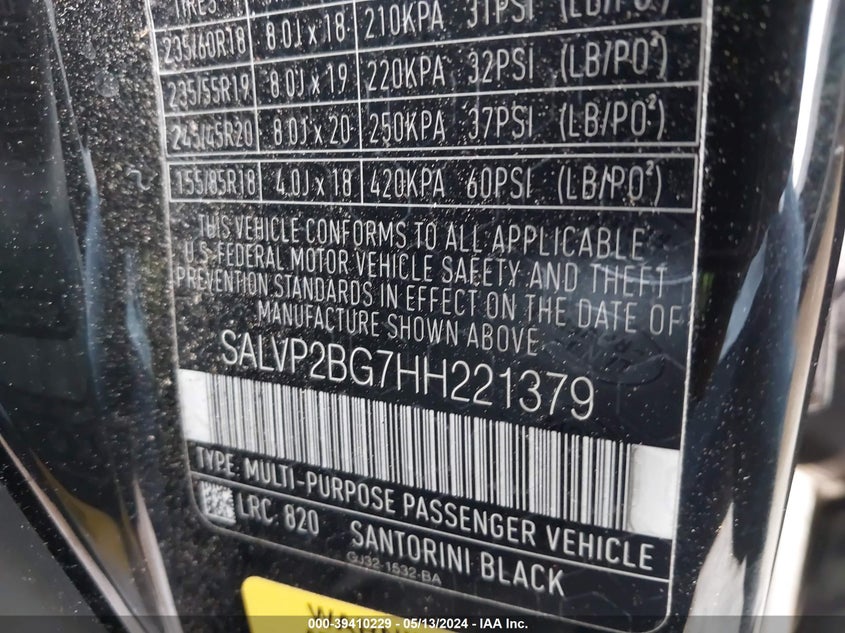 TIRES 210KPA 31PSI (LB/PO²)
235/60R18 8.0J x 18
235/55R19 8.0J x 19 220KPA 32PSI (LB/PO²)
245/45R20 8.0J x 20 250KPA 37PSI (LB/PO²)
155/85R18 4.0J x 18 420KPA 60PSI (LB/PO²)
THIS VEHICLE CONFORMS TO ALL APPLICABLE
U.S-FEDERAL MOTOR VEHICLE SAFETY AND THEFT
PREVENTION STANDARDS IN EFFECT ON THE DATE OF
MANUFACTURE SHOWN ABOVE.
SALVP2BG7HH221379
TYPE: MULTI-PURPOSE PASSENGER VEHICLE
LRC: 820 SANTORINI BLACK
GJ32-1532-BA
WARN
000-39410229 - 05/13/2024 - IAA Inc.